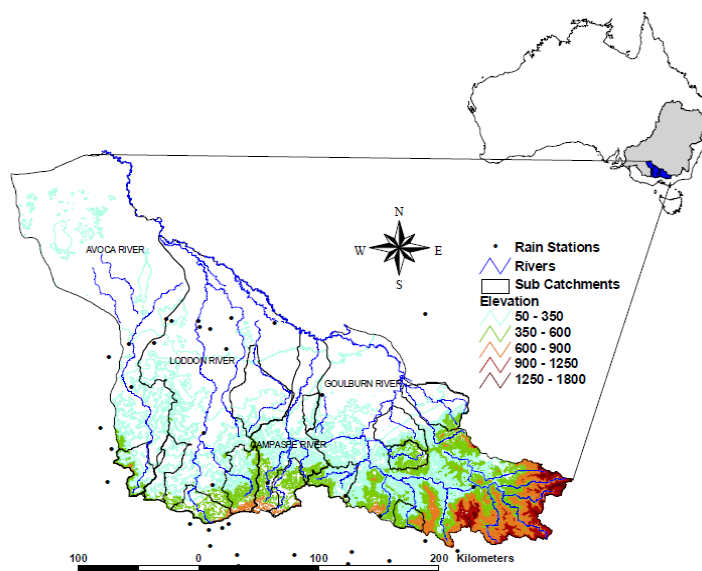 N
W E
S
AVOCA RIVER
LODDON RIVER
GOULBURN RIVER
CAMPASPE RIVER
Rain Stations
Rivers
Sub Catchments
Elevation
50 - 350
350 - 600
600 - 900
900 - 1250
1250 - 1800
100 0 100 200 Kilometers